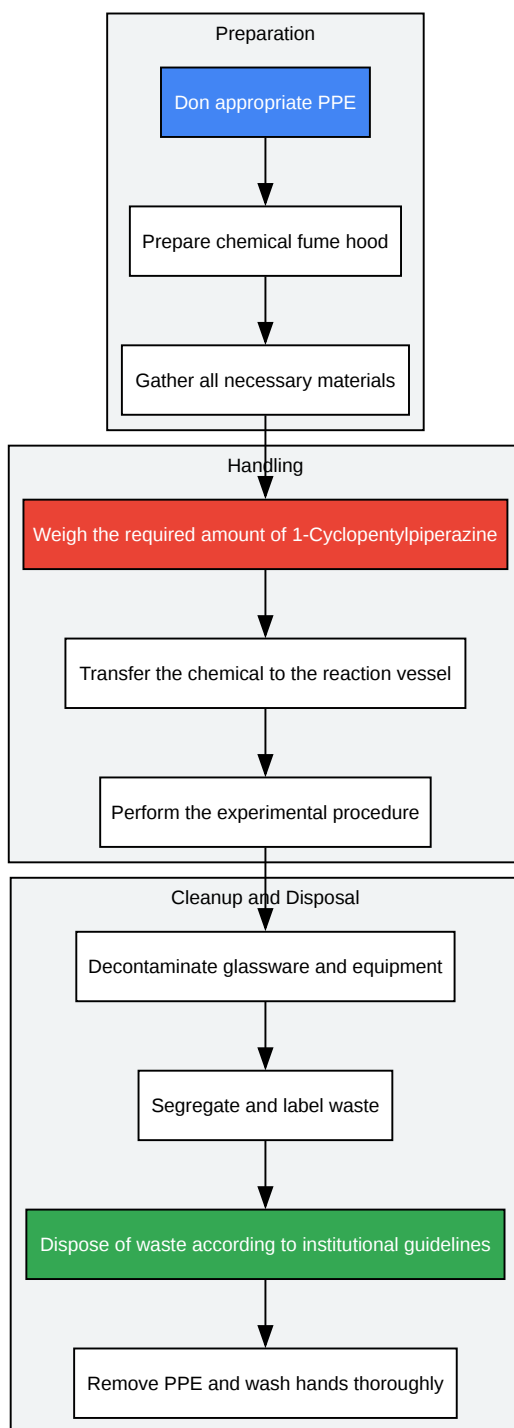 Preparation
Don appropriate PPE
Prepare chemical fume hood
Gather all necessary materials
Handling
Weigh the required amount of 1-Cyclopentylpiperazine
Transfer the chemical to the reaction vessel
Perform the experimental procedure
Cleanup and Disposal
Decontaminate glassware and equipment
Segregate and label waste
Dispose of waste according to institutional guidelines
Remove PPE and wash hands thoroughly